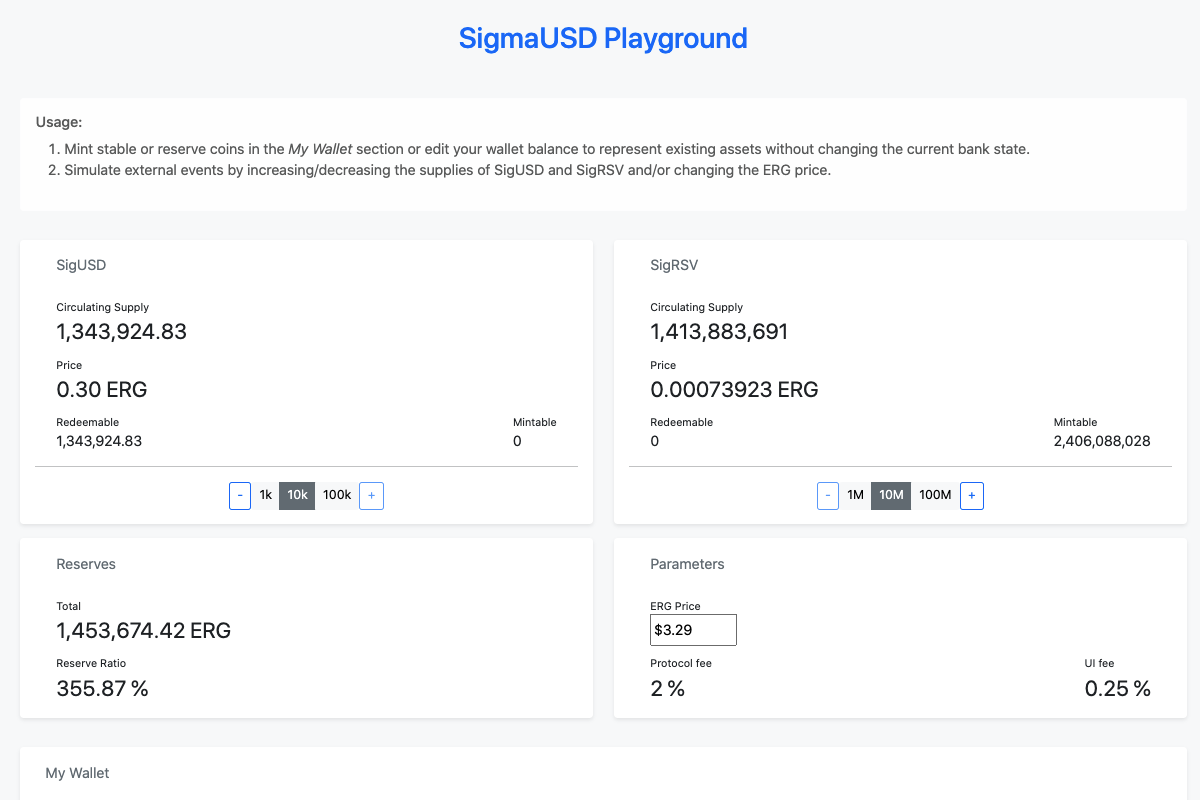 SigmaUSD Playground
Usage:
1. Mint stable or reserve coins in the My Wallet section or edit your wallet balance to represent existing assets without changing the current bank state.
2. Simulate external events by increasing/decreasing the supplies of SigUSD and SigRSV and/or changing the ERG price.
SigUSD
Circulating Supply
1,343,924.83
Price
0.30 ERG
Redeemable
1,343,924.83
Mintable
0
- 1k 10k 100k +
SigRSV
Circulating Supply
1,413,883,691
Price
0.00073923 ERG
Redeemable
0
Mintable
2,406,088,028
- 1M 10M 100M +
Reserves
Total
1,453,674.42 ERG
Reserve Ratio
355.87 %
Parameters
ERG Price
$3.29
Protocol fee
2 %
UI fee
0.25 %
My Wallet